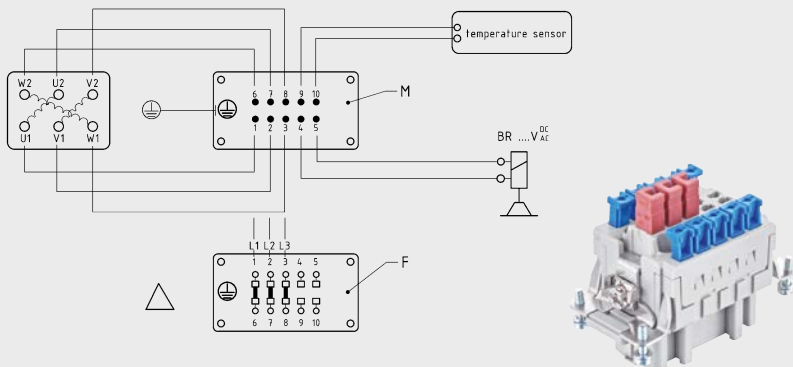 temperature sensor
W2 U2 V2
6 7 8 9 10
M
U1 V1 W1
1 2 3 4 5
BR ....V DC AC
L1 L2 L3
1 2 3 4 5
F
6 7 8 9 10